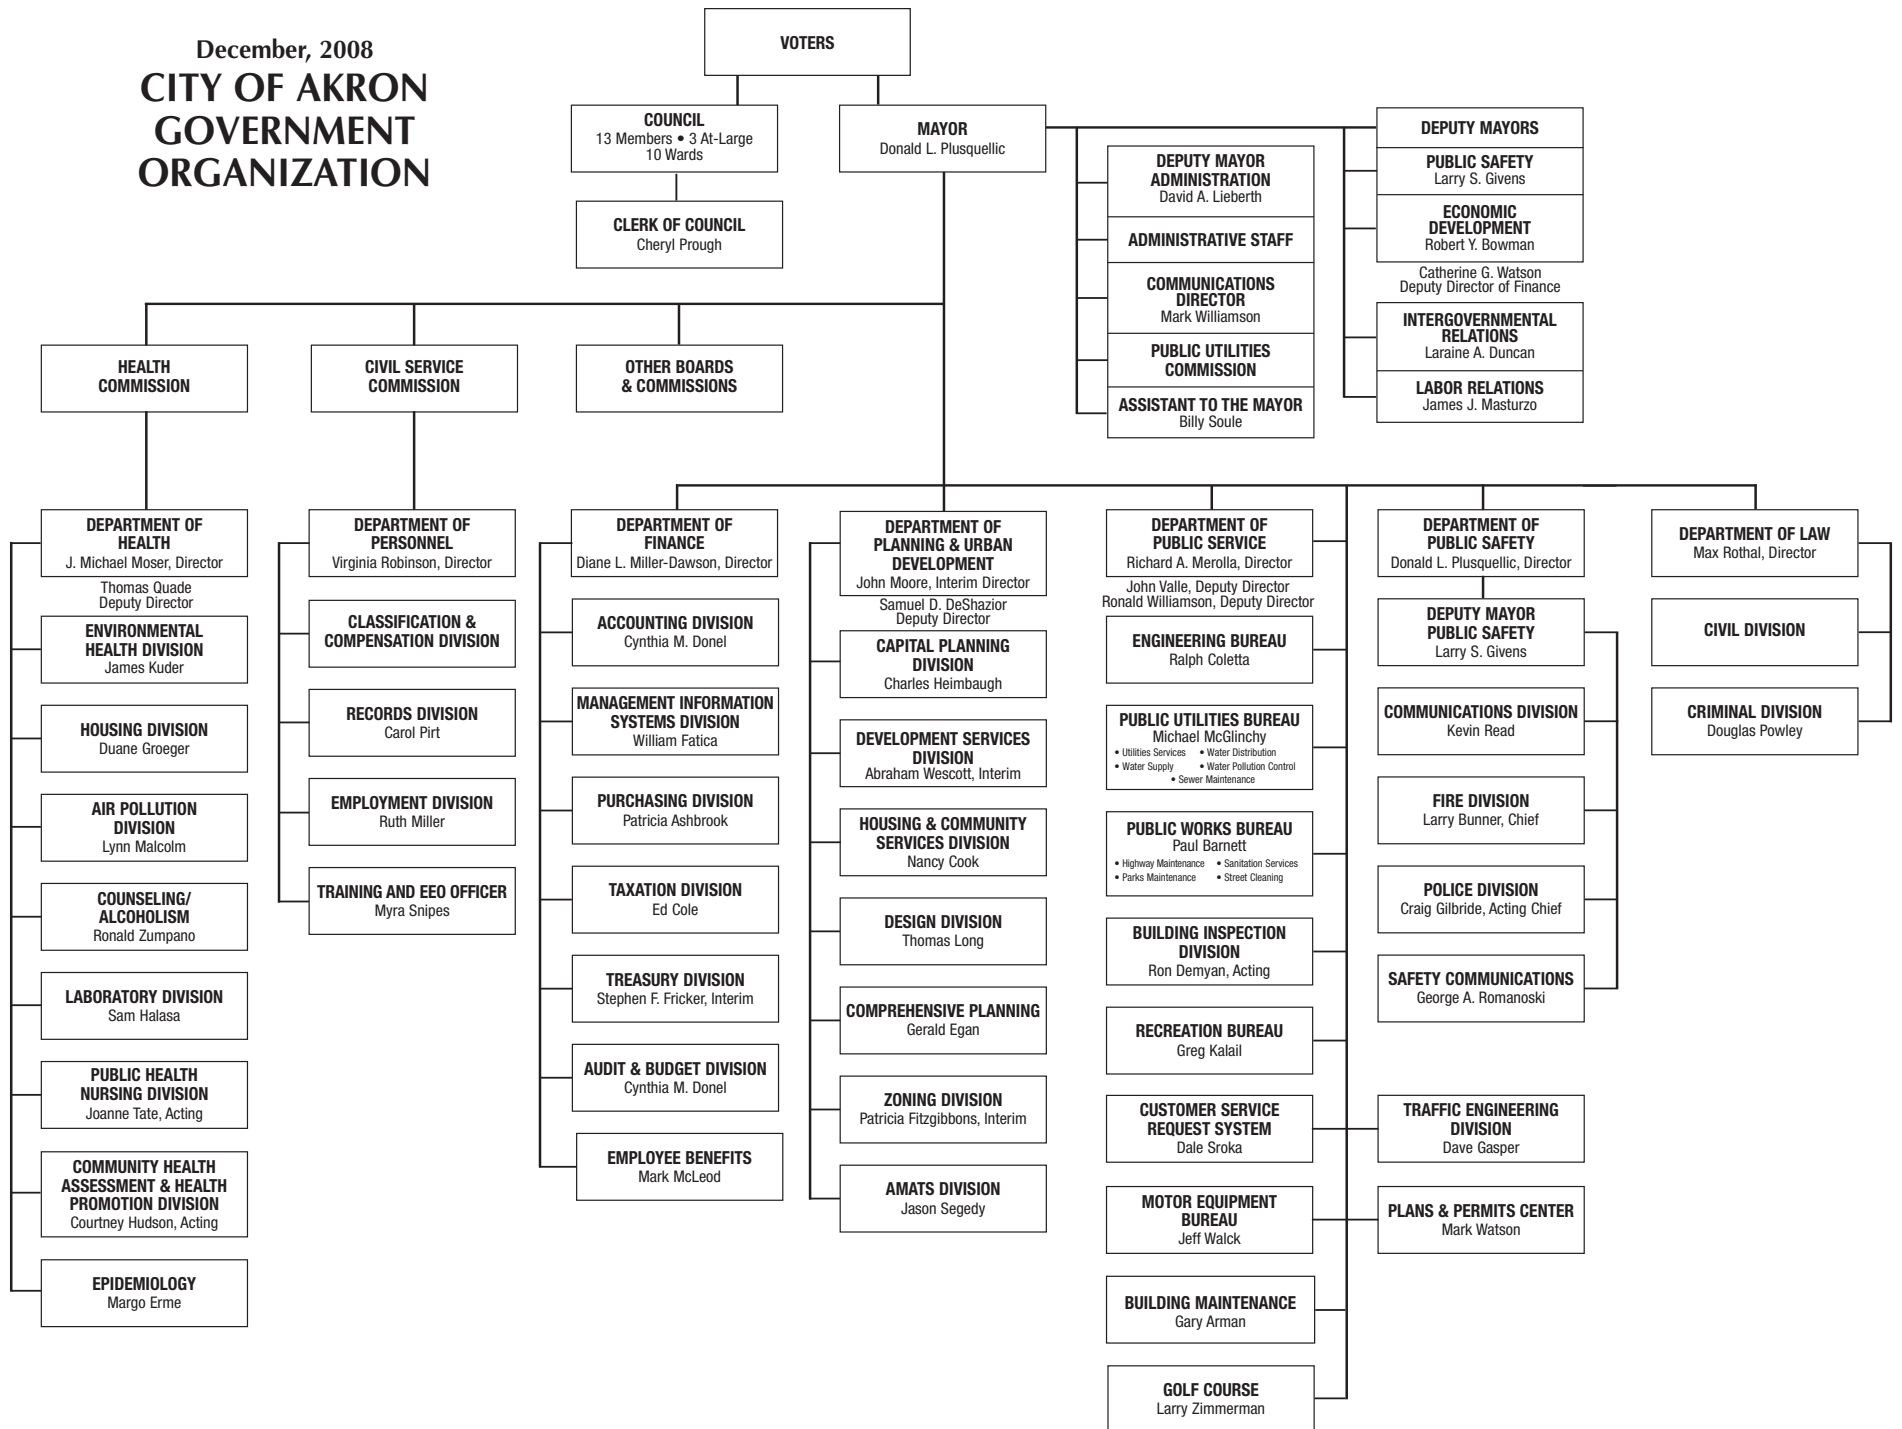 December, 2008
CITY OF AKRON
GOVERNMENT
ORGANIZATION
VOTERS
COUNCIL
13 Members • 3 At-Large
10 Wards
CLERK OF COUNCIL
Cheryl Prough
MAYOR
Donald L. Plusquellic
DEPUTY MAYOR
ADMINISTRATION
David A. Lieberth
ADMINISTRATIVE STAFF
COMMUNICATIONS
DIRECTOR
Mark Williamson
PUBLIC UTILITIES
COMMISSION
ASSISTANT TO THE MAYOR
Billy Soule
DEPUTY MAYORS
PUBLIC SAFETY
Larry S. Givens
ECONOMIC
DEVELOPMENT
Robert Y. Bowman
Catherine G. Watson
Deputy Director of Finance
INTERGOVERNMENTAL
RELATIONS
Laraine A. Duncan
LABOR RELATIONS
James J. Masturzo
HEALTH
COMMISSION
CIVIL SERVICE
COMMISSION
OTHER BOARDS
& COMMISSIONS
DEPARTMENT OF
HEALTH
J. Michael Moser, Director
Thomas Quade
Deputy Director
ENVIRONMENTAL
HEALTH DIVISION
James Kuder
HOUSING DIVISION
Duane Groeger
AIR POLLUTION
DIVISION
Lynn Malcolm
COUNSELING/
ALCOHOLISM
Ronald Zumpano
LABORATORY DIVISION
Sam Halasa
PUBLIC HEALTH
NURSING DIVISION
Joanne Tate, Acting
COMMUNITY HEALTH
ASSESSMENT & HEALTH
PROMOTION DIVISION
Courtney Hudson, Acting
EPIDEMIOLOGY
Margo Erme
DEPARTMENT OF
PERSONNEL
Virginia Robinson, Director
CLASSIFICATION &
COMPENSATION DIVISION
RECORDS DIVISION
Carol Pirt
EMPLOYMENT DIVISION
Ruth Miller
TRAINING AND EEO OFFICER
Myra Snipes
DEPARTMENT OF
FINANCE
Diane L. Miller-Dawson, Director
ACCOUNTING DIVISION
Cynthia M. Donel
MANAGEMENT INFORMATION
SYSTEMS DIVISION
William Fatica
PURCHASING DIVISION
Patricia Ashbrook
TAXATION DIVISION
Ed Cole
TREASURY DIVISION
Stephen F. Fricker, Interim
AUDIT & BUDGET DIVISION
Cynthia M. Donel
EMPLOYEE BENEFITS
Mark McLeod
DEPARTMENT OF
PLANNING & URBAN
DEVELOPMENT
John Moore, Interim Director
Samuel D. DeShazior
Deputy Director
CAPITAL PLANNING
DIVISION
Charles Heimbaugh
DEVELOPMENT SERVICES
DIVISION
Abraham Wescott, Interim
HOUSING & COMMUNITY
SERVICES DIVISION
Nancy Cook
DESIGN DIVISION
Thomas Long
COMPREHENSIVE PLANNING
Gerald Egan
ZONING DIVISION
Patricia Fitzgibbons, Interim
AMATS DIVISION
Jason Segedy
DEPARTMENT OF
PUBLIC SERVICE
Richard A. Merolla, Director
John Valle, Deputy Director
Ronald Williamson, Deputy Director
ENGINEERING BUREAU
Ralph Coletta
PUBLIC UTILITIES BUREAU
Michael McGlinchy
• Utilities Services • Water Distribution
• Water Supply • Water Pollution Control
• Sewer Maintenance
PUBLIC WORKS BUREAU
Paul Barnett
• Highway Maintenance • Sanitation Services
• Parks Maintenance • Street Cleaning
BUILDING INSPECTION
DIVISION
Ron Demyan, Acting
RECREATION BUREAU
Greg Kalail
CUSTOMER SERVICE
REQUEST SYSTEM
Dale Sroka
MOTOR EQUIPMENT
BUREAU
Jeff Walck
BUILDING MAINTENANCE
Gary Arman
GOLF COURSE
Larry Zimmerman
TRAFFIC ENGINEERING
DIVISION
Dave Gasper
PLANS & PERMITS CENTER
Mark Watson
DEPARTMENT OF
PUBLIC SAFETY
Donald L. Plusquellic, Director
DEPUTY MAYOR
PUBLIC SAFETY
Larry S. Givens
COMMUNICATIONS DIVISION
Kevin Read
FIRE DIVISION
Larry Bunner, Chief
POLICE DIVISION
Craig Gilbride, Acting Chief
SAFETY COMMUNICATIONS
George A. Romanoski
DEPARTMENT OF LAW
Max Rothal, Director
CIVIL DIVISION
CRIMINAL DIVISION
Douglas Powley